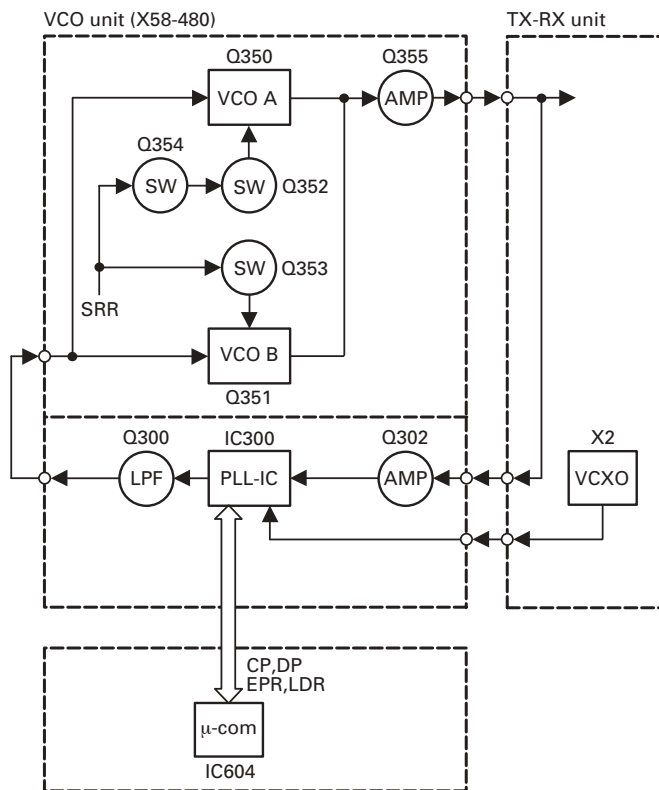 VCO unit (X58-480)
TX-RX unit
Q350
Q355
VCO A
AMP
Q354
SW
SW
Q352
SW
Q353
SRR
VCO B
Q351
Q300
IC300
Q302
X2
LPF
PLL-IC
AMP
VCXO
CP,DP
EPR,LDR
μ-com
IC604